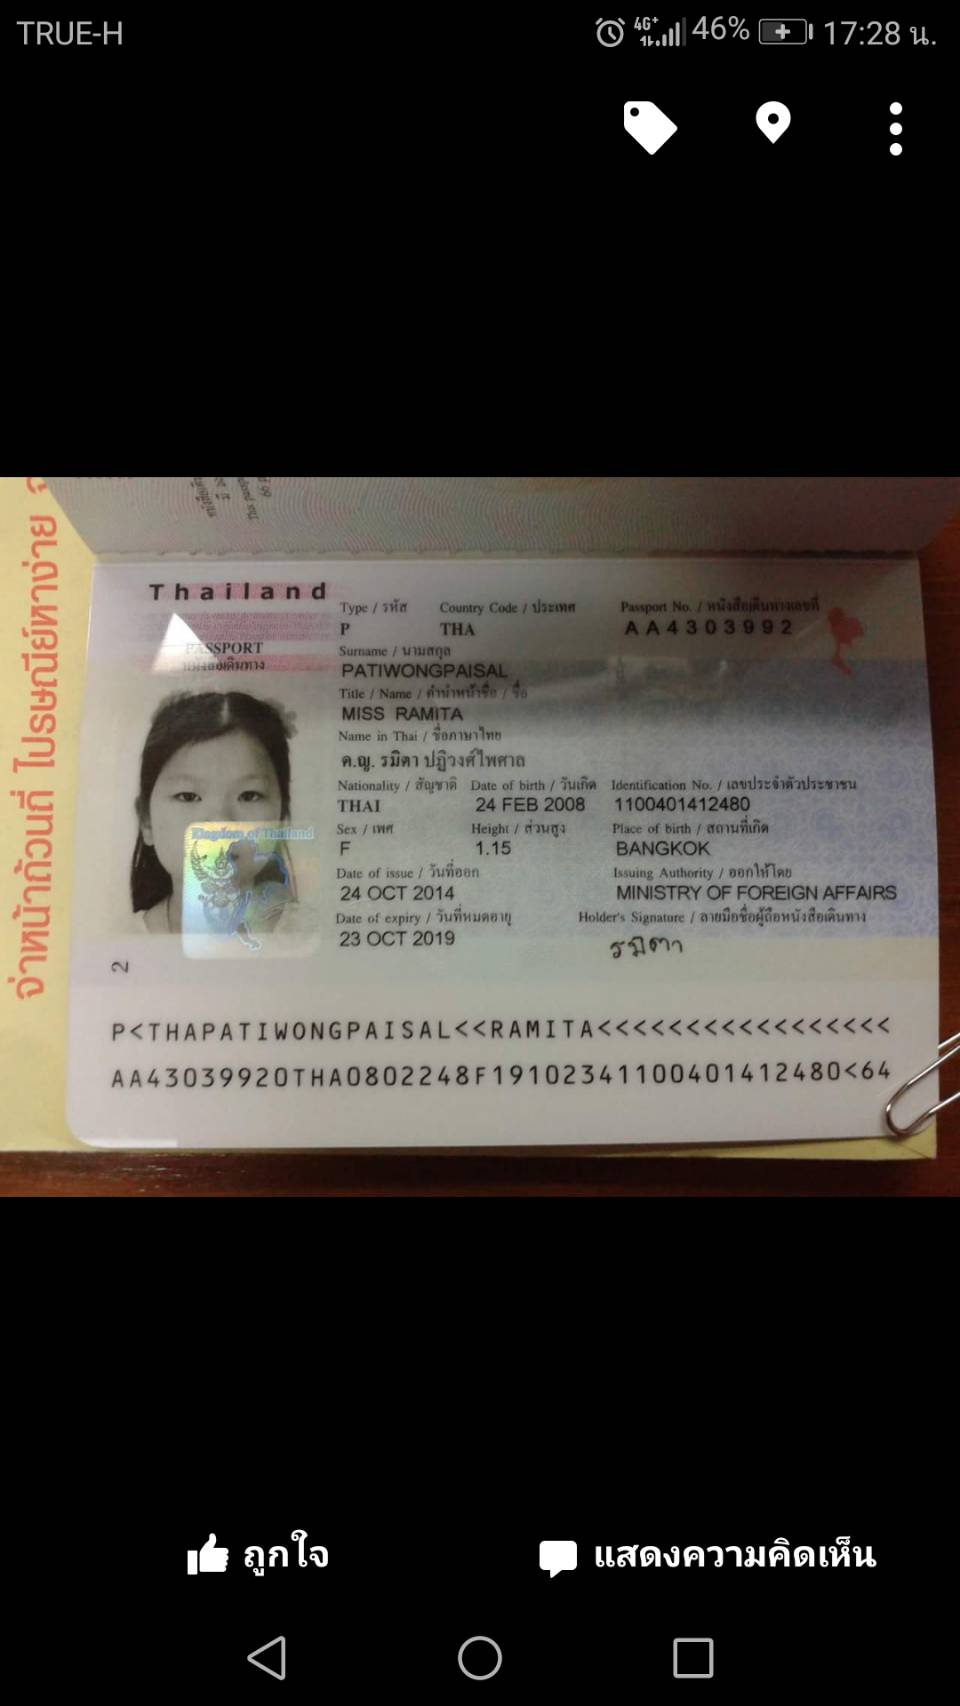 TRUE-H 4G+ 46% 17:28 น.
จ่าหน้าถ้วนถี่ ไปรษณีย์หาง่าย
Thailand
PASSPORT
หนังสือเดินทาง
Type / รหัส Country Code / ประเทศ Passport No. / หนังสือเดินทางเลขที่
P THA AA4303992
Surname / นามสกุล
PATIWONGPAISAL
Title / Name / คำนำหน้าชื่อ / ชื่อ
MISS RAMITA
Name in Thai / ชื่อภาษาไทย
ด.ญ. รมิตา ปฏิวงศ์ไพศาล
Nationality / สัญชาติ Date of birth / วันเกิด Identification No. / เลขประจำตัวประชาชน
THAI 24 FEB 2008 1100401412480
Sex / เพศ Height / ส่วนสูง Place of birth / สถานที่เกิด
F 1.15 BANGKOK
Kingdom of Thailand
Date of issue / วันที่ออก Issuing Authority / ออกให้โดย
24 OCT 2014 MINISTRY OF FOREIGN AFFAIRS
Date of expiry / วันที่หมดอายุ Holder's Signature / ลายมือชื่อผู้ถือหนังสือเดินทาง
23 OCT 2019 รมิตา
2
P<THAPATIWONGPAISAL<<RAMITA<<<<<<<<<<<<<<<<<
AA43039920THA0802248F19102341100401412480<64
ถูกใจ แสดงความคิดเห็น